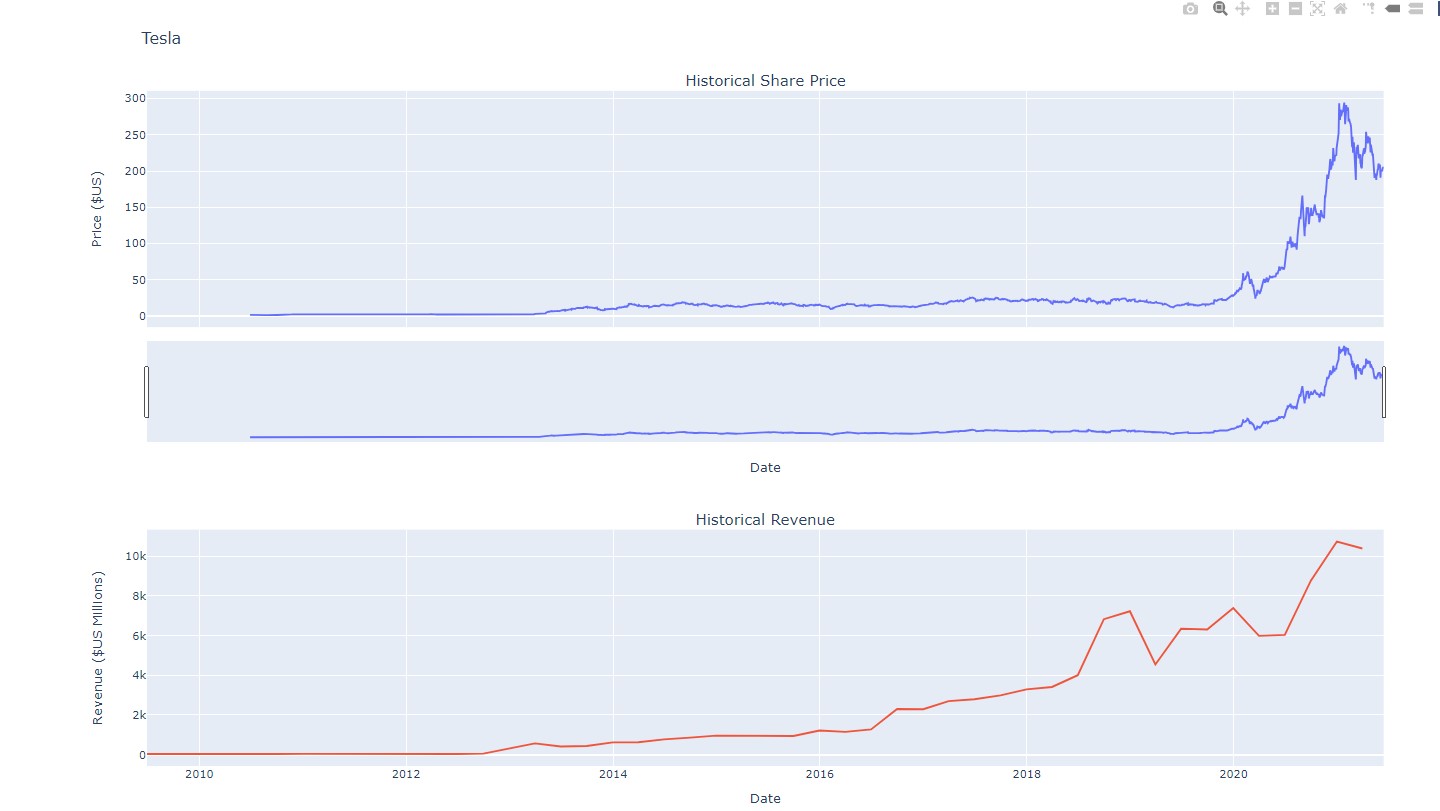 Tesla
Historical Share Price
300
250
200
150
100
50
0
Price ($US)
Date
Historical Revenue
10k
8k
6k
4k
2k
0
Revenue ($US Millions)
2010 2012 2014 2016 2018 2020
Date